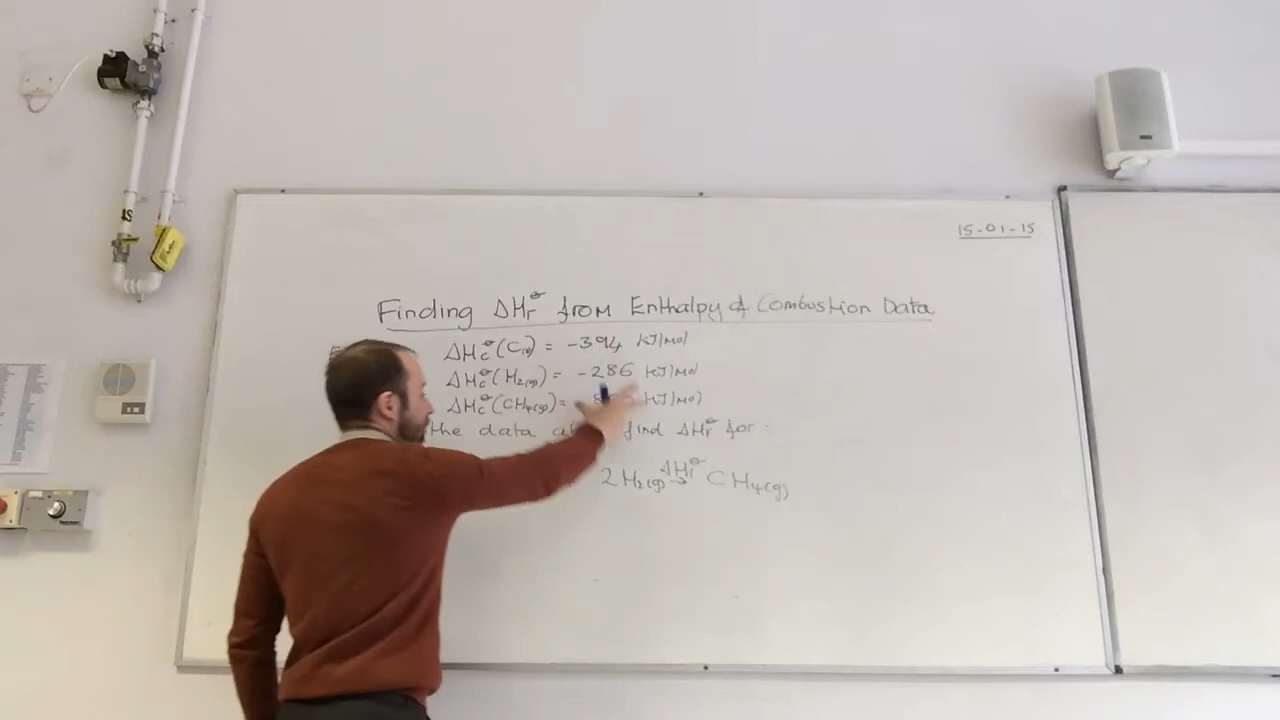 15-01-15
Finding ΔHr⦵ from Enthalpy of Combustion Data
ΔHc⦵(C(s)) = -394 kJ/mol
ΔHc⦵(H2(g)) = -286 kJ/mol
ΔHc⦵(CH4(g)) = kJ/mol
the data find ΔHr⦵ for
2H2(g) → CH4(g)
ΔHr⦵